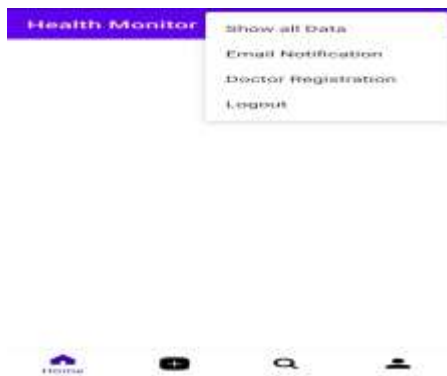 Health Monitor
Show all Data
Email Notification
Doctor Registration
Logout
Home